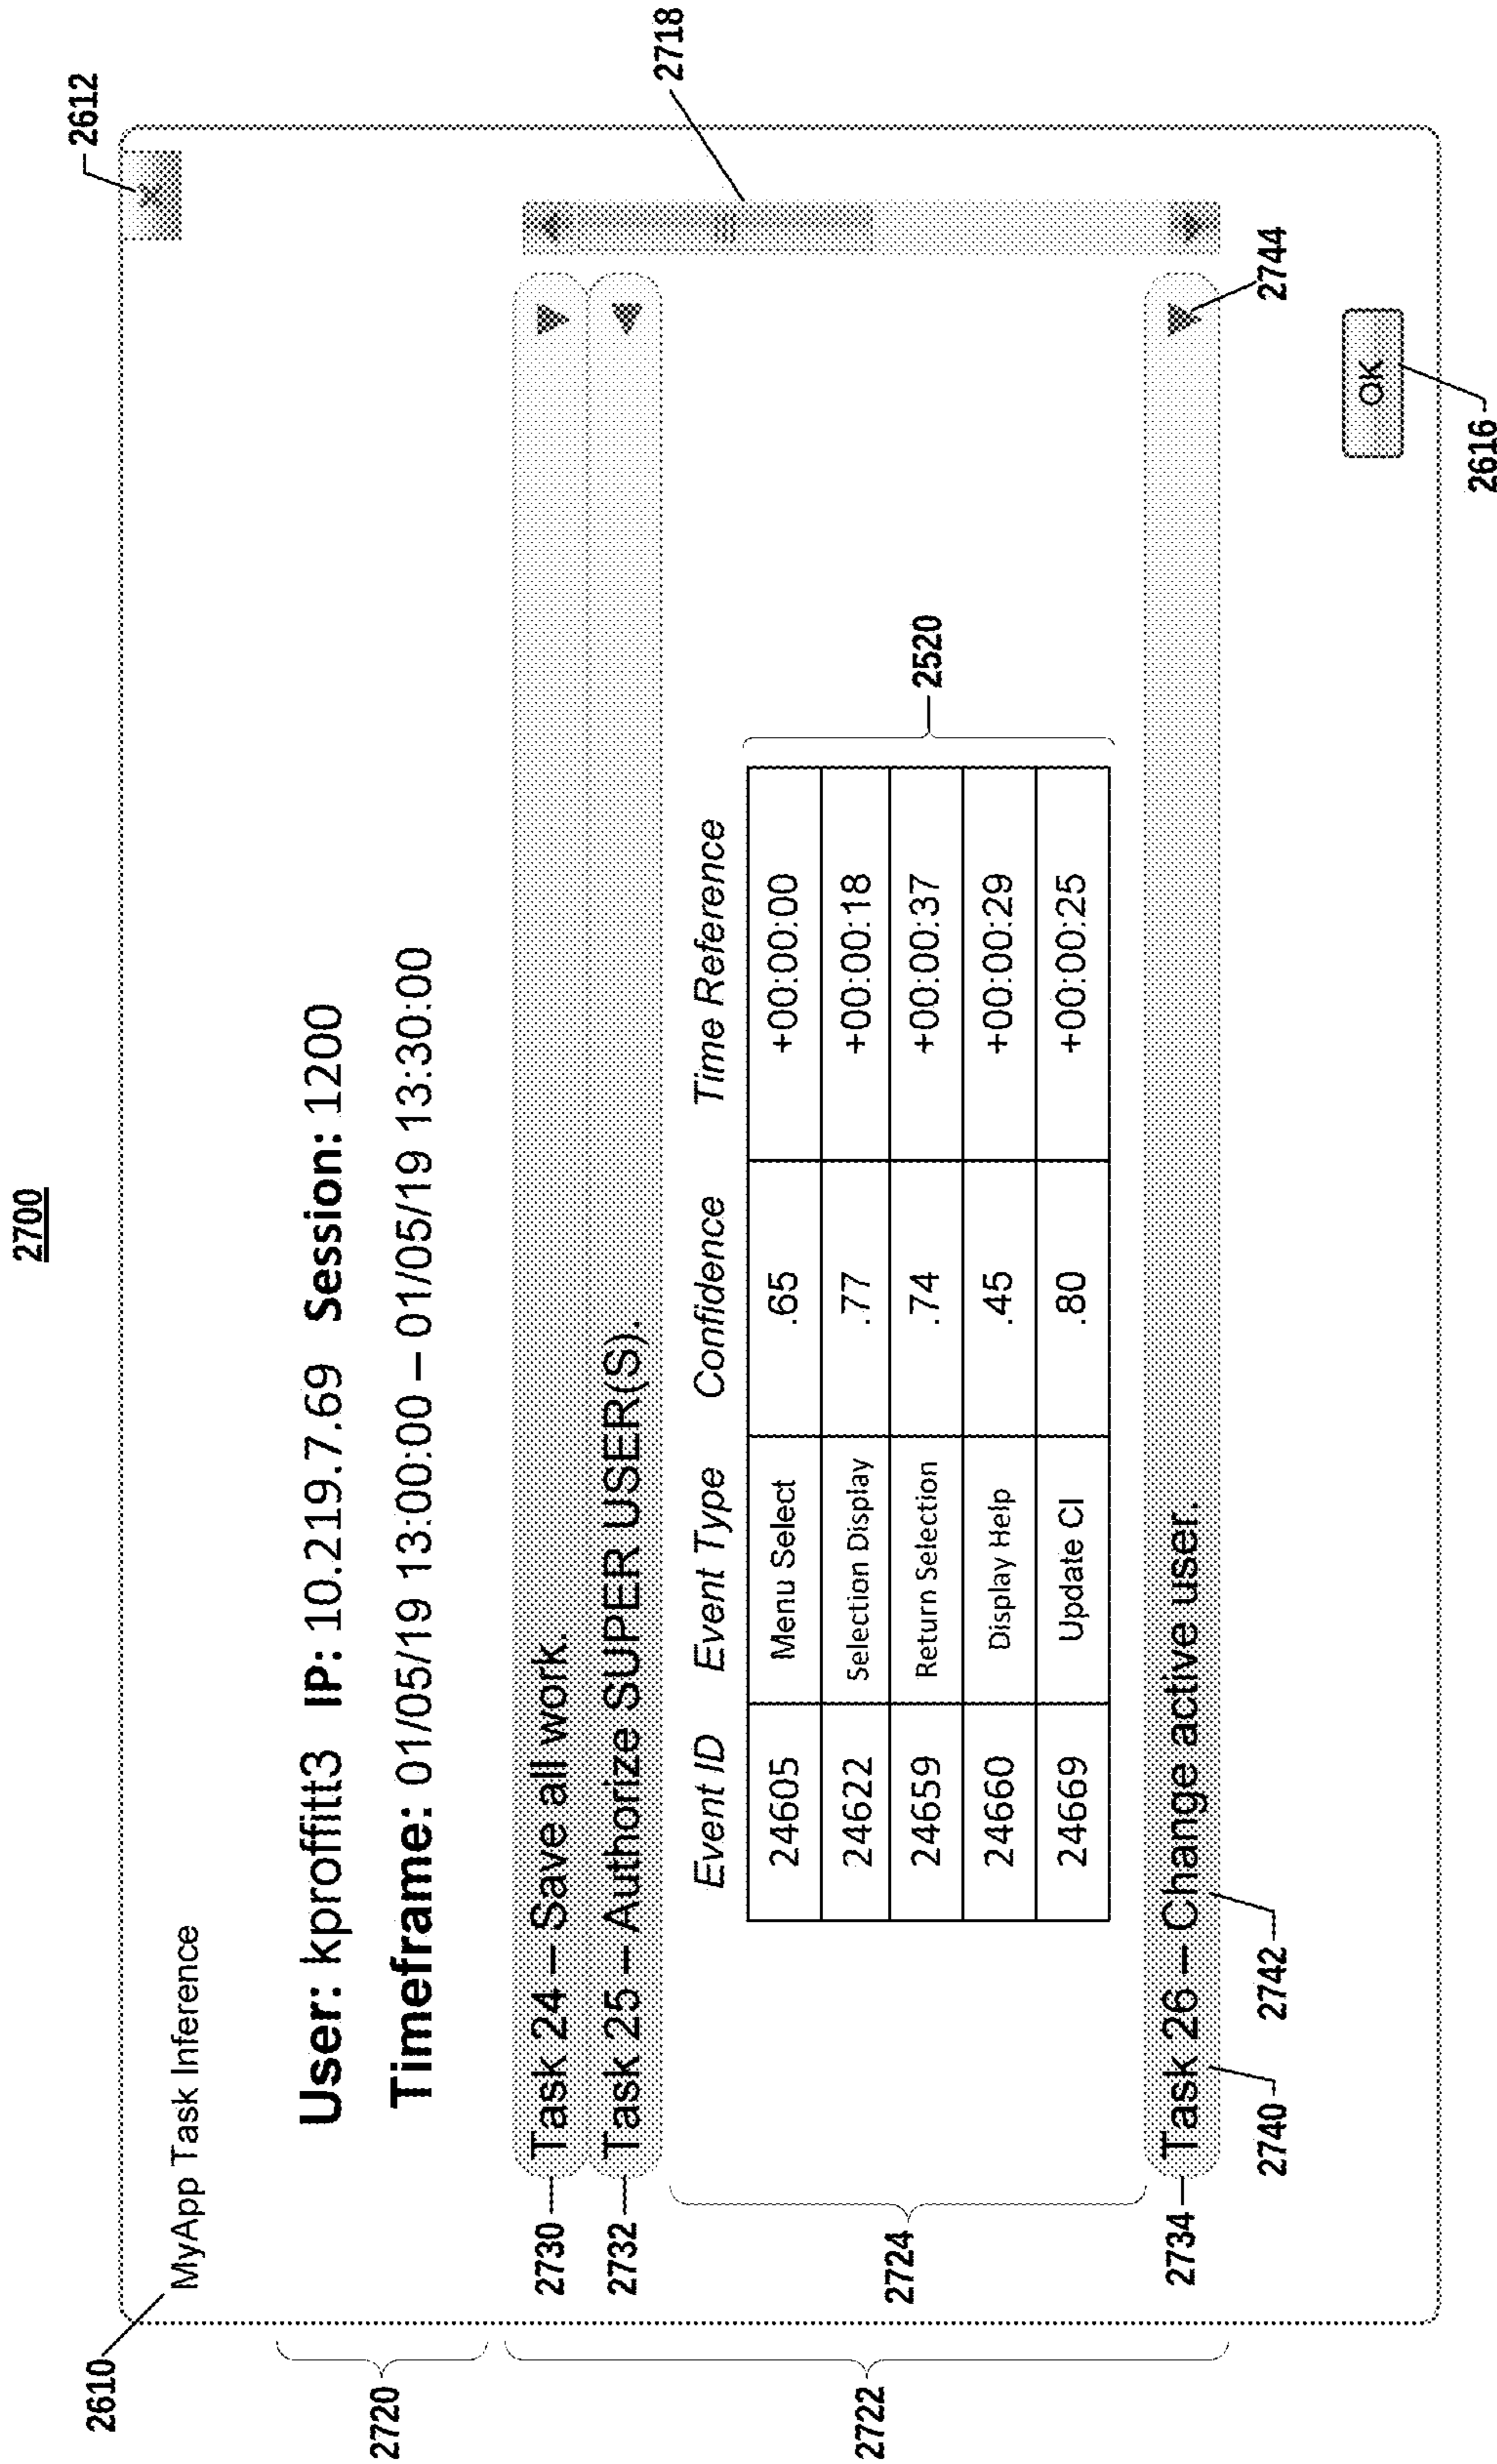 2700
2612
2610
MyApp Task Inference
X
2720
User: kproffitt3 IP: 10.219.7.69 Session: 1200
Timeframe: 01/05/19 13:00:00 – 01/05/19 13:30:00
2718
2722
2730
Task 24 – Save all work.
2732
Task 25 – Authorize SUPER USER(S).
2724
Event ID Event Type Confidence Time Reference
24605 Menu Select .65 +00:00:00
24622 Selection Display .77 +00:00:18
24659 Return Selection .74 +00:00:37
24660 Display Help .45 +00:00:29
24669 Update CI .80 +00:00:25
2520
2734
Task 26 – Change active user.
2740
2742
2744
OK
2616